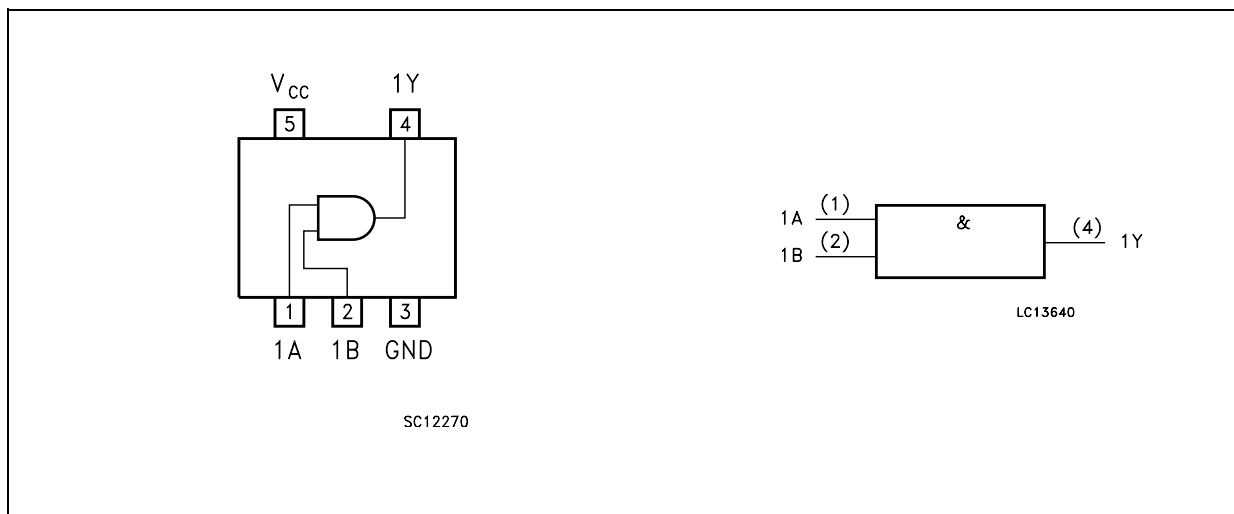 V CC 1Y
5 4
1 2 3
1A 1B GND
SC12270
1A (1) &
1B (2) (4) 1Y
LC13640